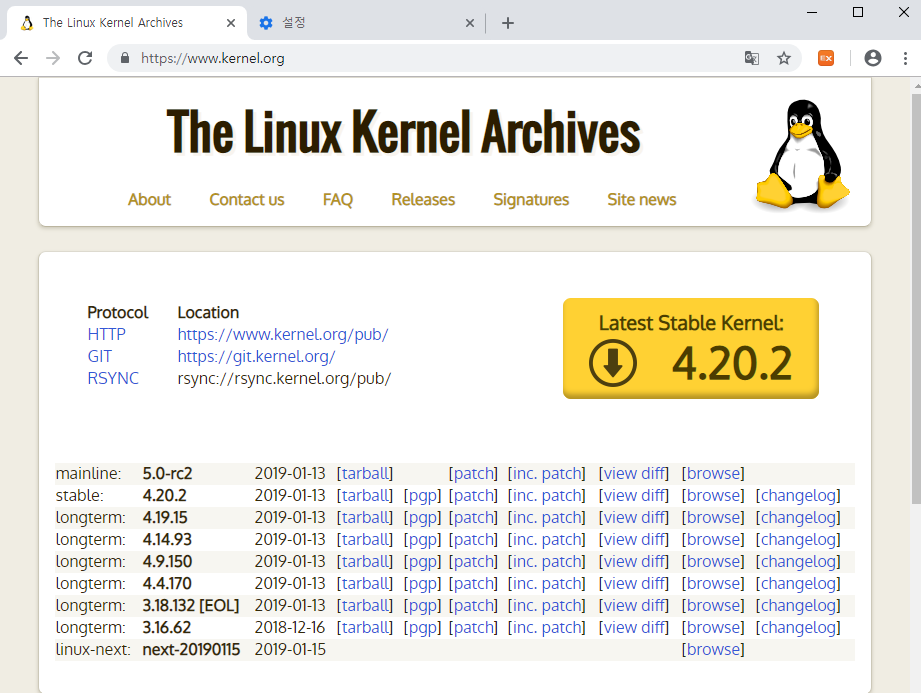 The Linux Kernel Archives
설정
https://www.kernel.org
The Linux Kernel Archives
About Contact us FAQ Releases Signatures Site news
Protocol Location
HTTP https://www.kernel.org/pub/
GIT https://git.kernel.org/
RSYNC rsync://rsync.kernel.org/pub/
Latest Stable Kernel:
4.20.2
mainline: 5.0-rc2 2019-01-13 [tarball] [patch] [inc. patch] [view diff] [browse]
stable: 4.20.2 2019-01-13 [tarball] [pgp] [patch] [inc. patch] [view diff] [browse] [changelog]
longterm: 4.19.15 2019-01-13 [tarball] [pgp] [patch] [inc. patch] [view diff] [browse] [changelog]
longterm: 4.14.93 2019-01-13 [tarball] [pgp] [patch] [inc. patch] [view diff] [browse] [changelog]
longterm: 4.9.150 2019-01-13 [tarball] [pgp] [patch] [inc. patch] [view diff] [browse] [changelog]
longterm: 4.4.170 2019-01-13 [tarball] [pgp] [patch] [inc. patch] [view diff] [browse] [changelog]
longterm: 3.18.132 [EOL] 2019-01-13 [tarball] [pgp] [patch] [inc. patch] [view diff] [browse] [changelog]
longterm: 3.16.62 2018-12-16 [tarball] [pgp] [patch] [inc. patch] [view diff] [browse] [changelog]
linux-next: next-20190115 2019-01-15 [browse]